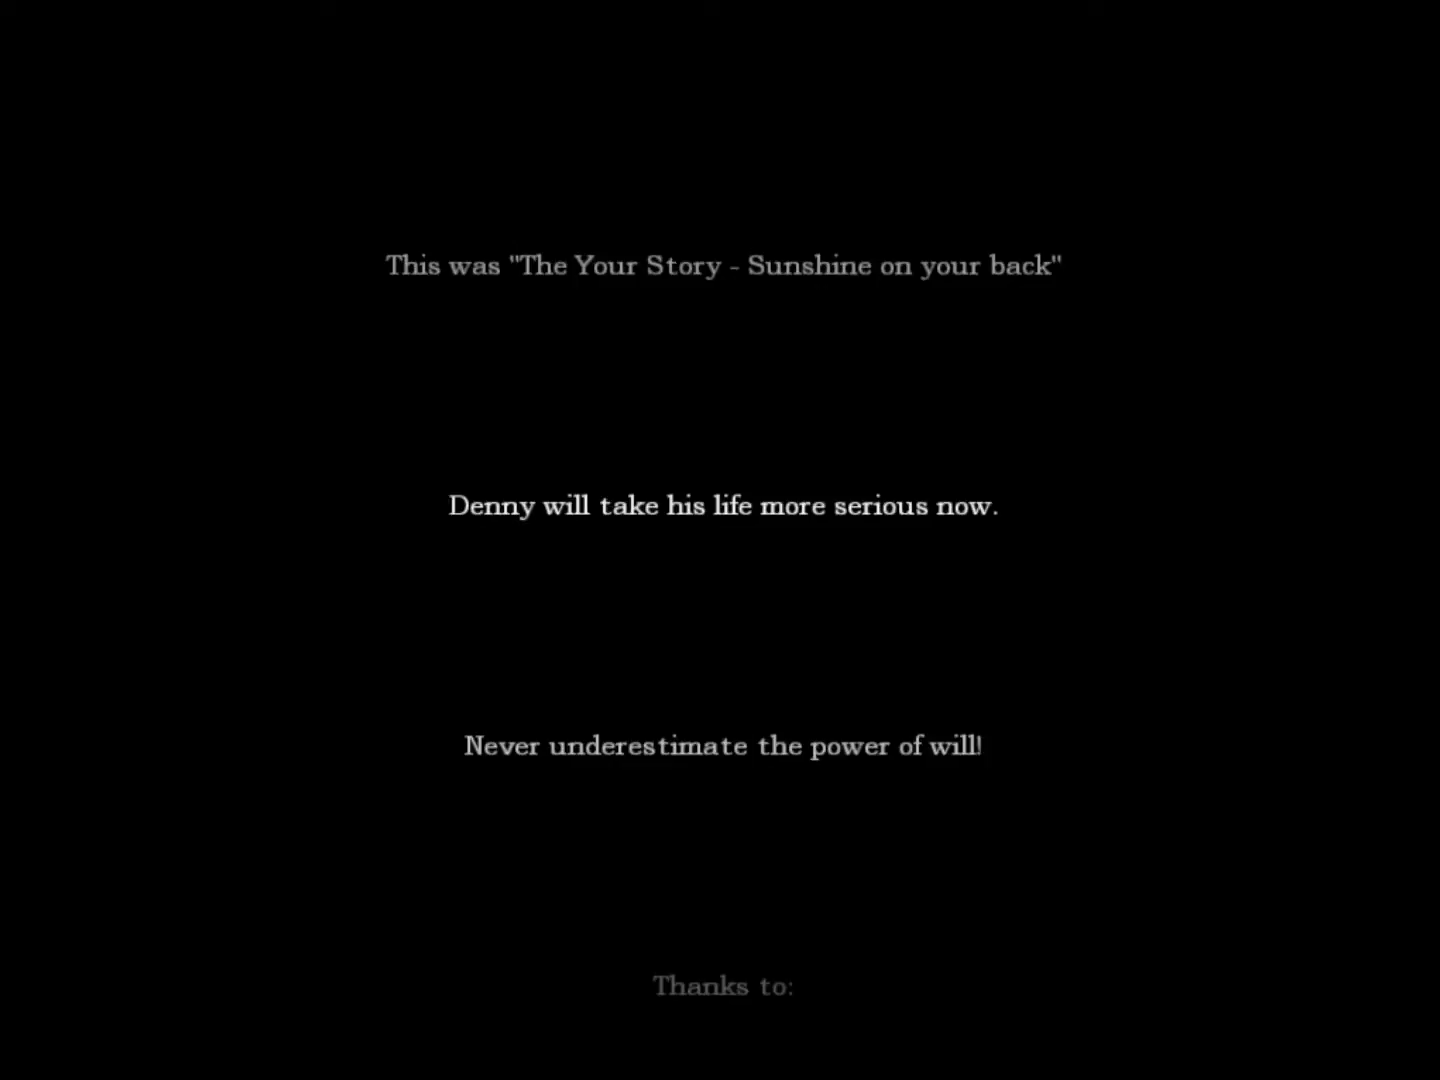 This was "The Your Story - Sunshine on your back"
Denny will take his life more serious now.
Never underestimate the power of will!
Thanks to: